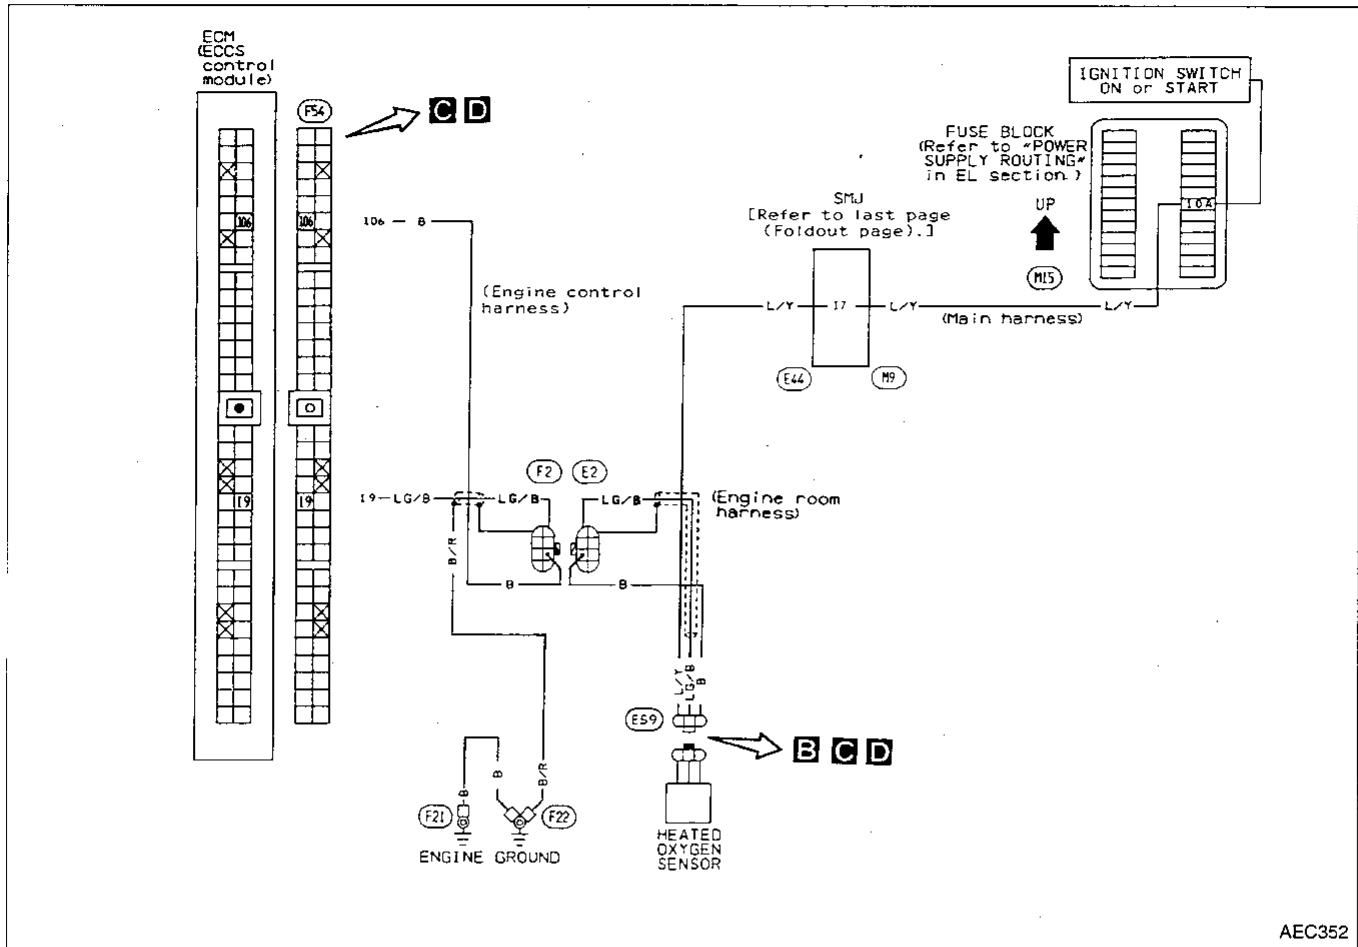 ECM
(ECCS
control
module)
F54
C D
106
106
106 B
19
19
19 LG/B
LG/B
(Engine control
harness)
B/R
B
F2
E2
LG/B
B
(Engine room
harness)
L/Y
LG/B
B
E59
B C D
HEATED
OXYGEN
SENSOR
B
B
B/R
F21
F22
ENGINE GROUND
IGNITION SWITCH
ON or START
FUSE BLOCK
(Refer to "POWER
SUPPLY ROUTING"
in EL section.)
UP
M15
10A
SMJ
[Refer to last page
(Foldout page).]
L/Y
17
L/Y
(Main harness)
L/Y
E44
M9
AEC352